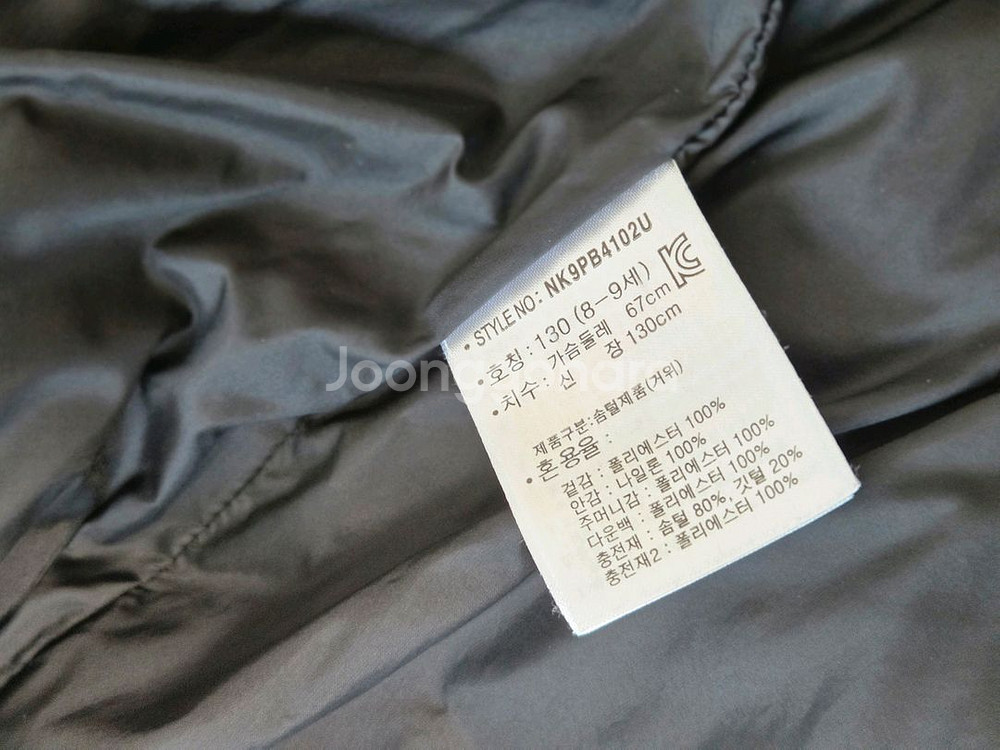 • STYLE NO: NK9PB4102U
• 호칭 : 130 (8-9세)
• 치수 : 가슴둘레 67cm
신 장 130cm
제품구분:솜털제품(거위)
• 혼용율 :
겉감 : 폴리에스터 100%
안감 : 나일론 100%
주머니감 : 폴리에스터 100%
다운백 : 폴리에스터 100%
충전재 : 솜털 80%, 깃털 20%
충전재2 : 폴리에스터 100%